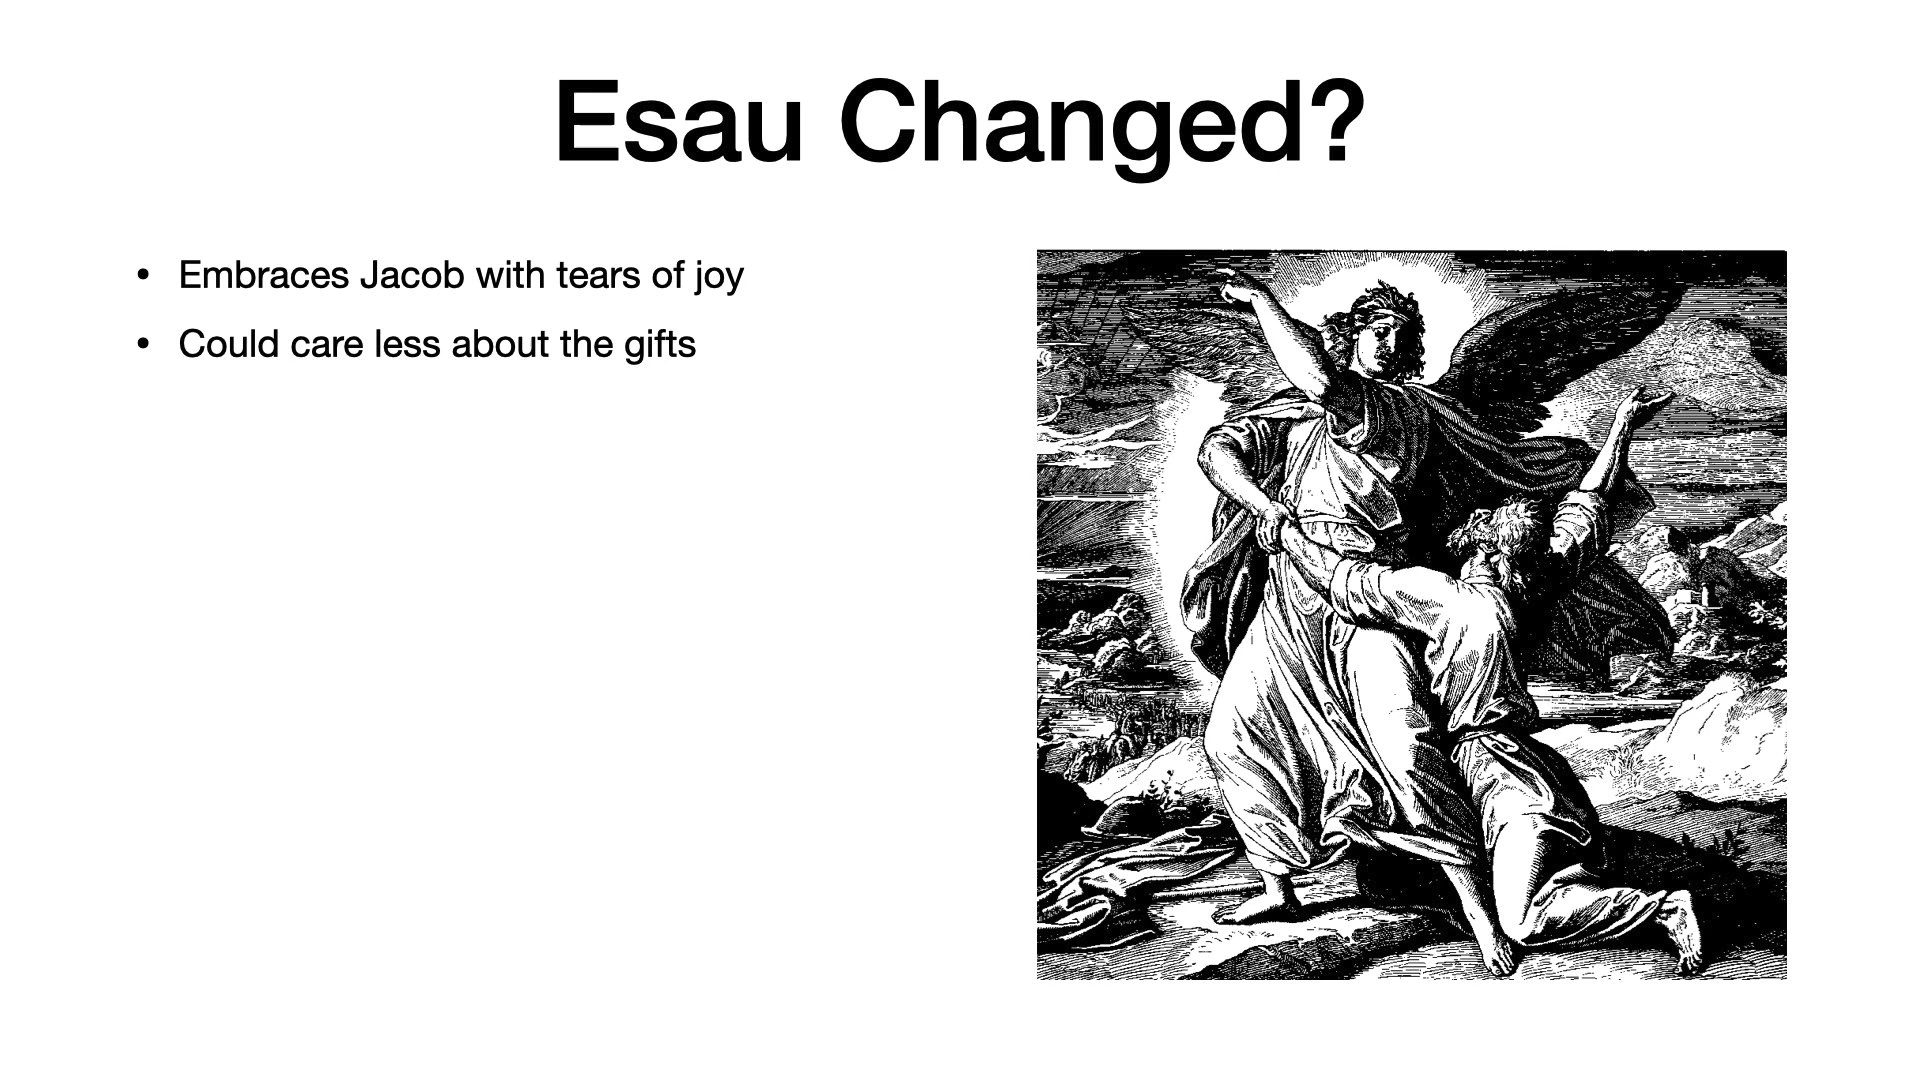 Esau Changed?
• Embraces Jacob with tears of joy
• Could care less about the gifts